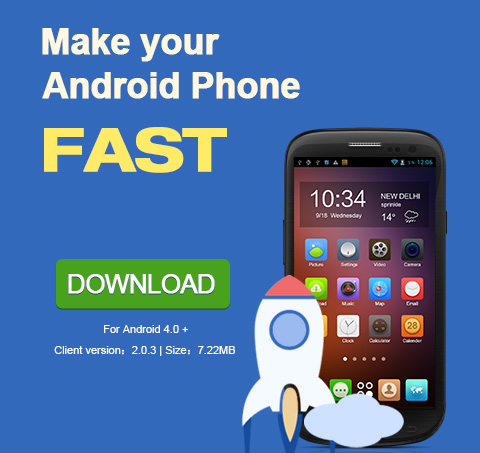 Make your
Android Phone
FAST
12:06
10:34
9/18 Wednesday
NEW DELHI
sprinkle
14°
Picture
Settings
Video
Camera
Music
Map
Email
Clock
Calculator
28
Calendar
DOWNLOAD
For Android 4.0 +
Client version：2.0.3 | Size：7.22MB